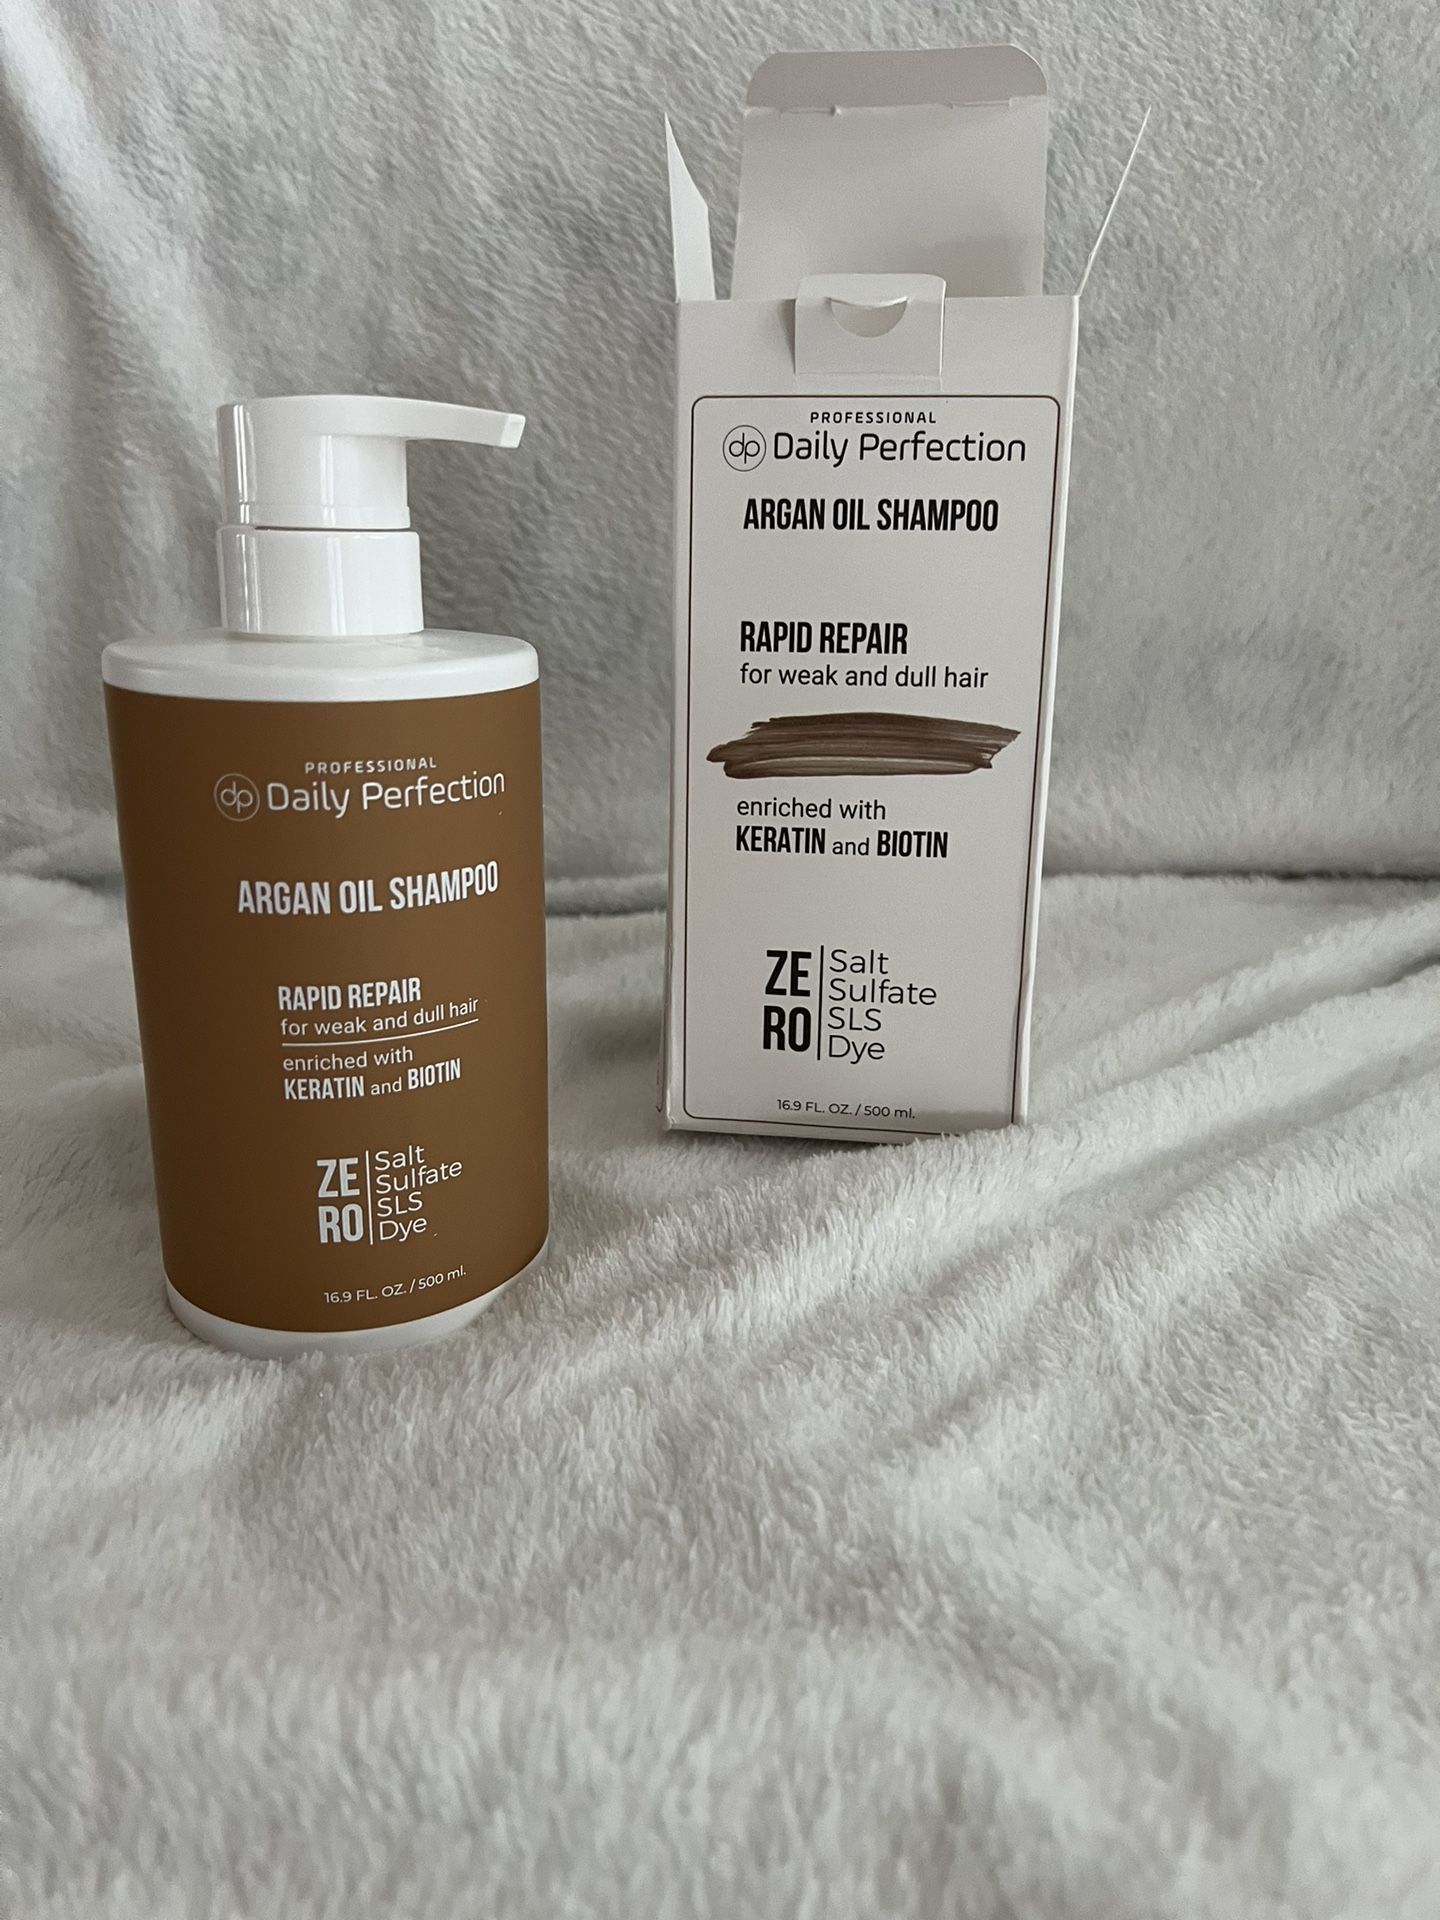 PROFESSIONAL
dp Daily Perfection
ARGAN OIL SHAMPOO
RAPID REPAIR
for weak and dull hair
enriched with
KERATIN and BIOTIN
ZE
RO
Salt
Sulfate
SLS
Dye
16.9 FL. OZ. / 500 ml.
PROFESSIONAL
dp Daily Perfection
ARGAN OIL SHAMPOO
RAPID REPAIR
for weak and dull hair
enriched with
KERATIN and BIOTIN
ZE
RO
Salt
Sulfate
SLS
Dye
16.9 FL. OZ. / 500 ml.